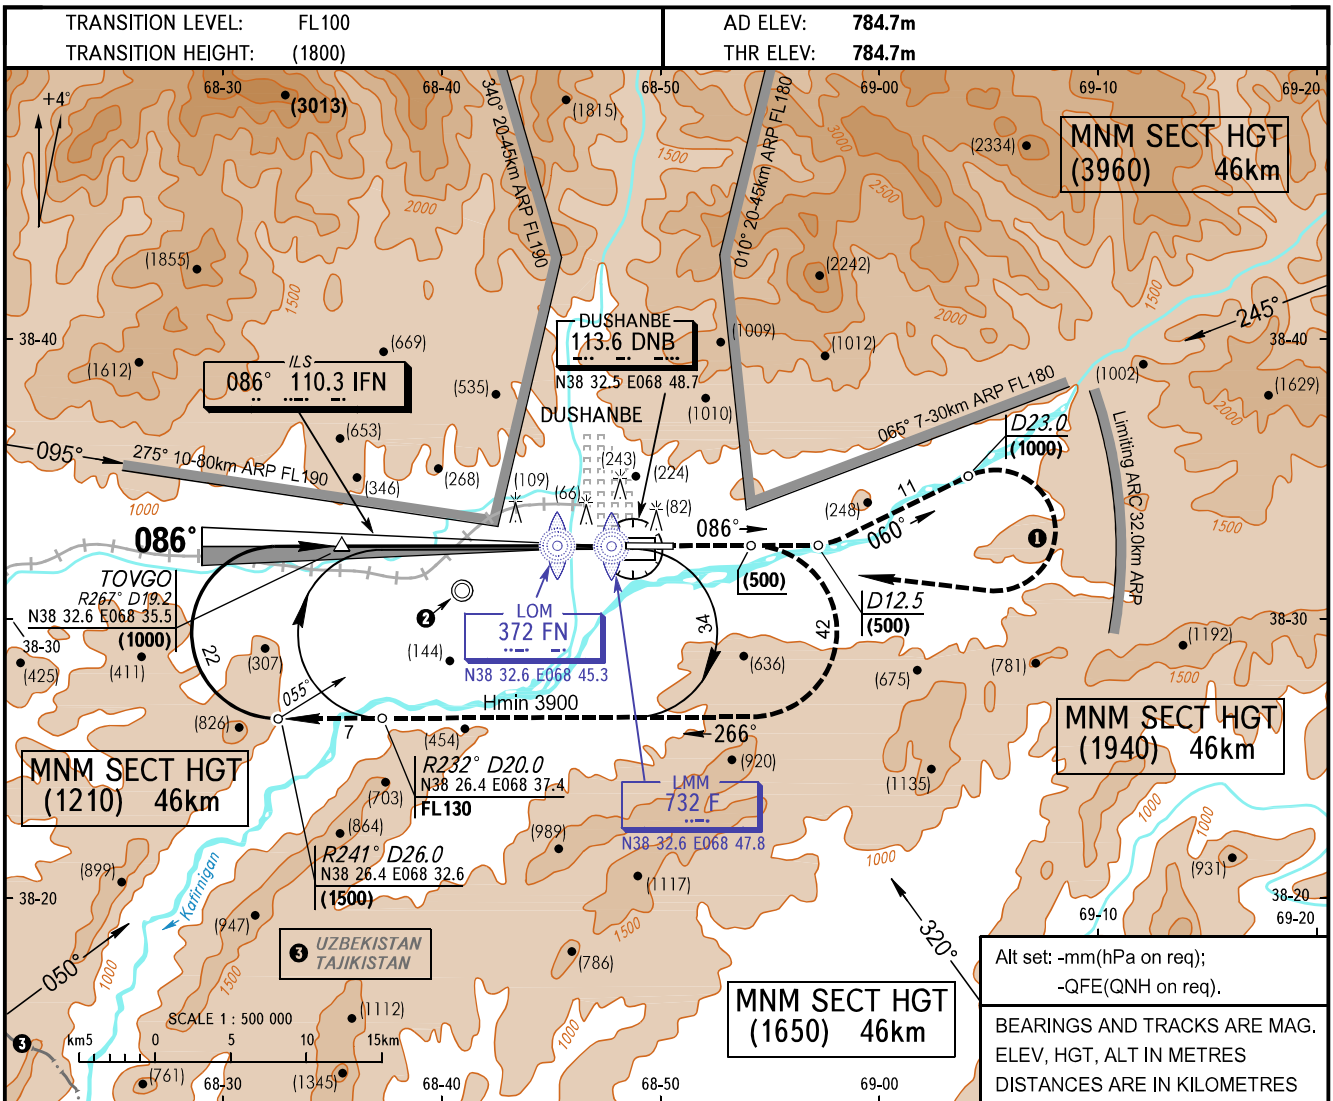 TRANSITION LEVEL: FL100
TRANSITION HEIGHT: (1800)
AD ELEV: 784.7m
THR ELEV: 784.7m
68-30
68-40
68-50
69-00
69-10
69-20
+4°
(3013)
340° 20-45km ARP FL190
(1815)
1500
010° 20-45km ARP FL180
3000
2500
(2334)
MNM SECT HGT
(3960) 46km
2000
(1855)
1500
(2242)
2000
1500
245°
38-40
(1612)
(669)
ILS
086° 110.3 IFN
(535)
DUSHANBE
113.6 DNB
N38 32.5 E068 48.7
DUSHANBE
(1009)
(1012)
(1010)
38-40
(1002)
(1629)
2000
065° 7-30km ARP FL180
D23.0
(1000)
Limiting ARC 32.0km ARP
(653)
095°
275° 10-80km ARP FL190
(346)
(268)
(109)
(66)
(243)
(224)
(82)
1000
(248)
11
060°
1500
086°
086°
1
(500)
D12.5
(500)
TOVGO
R267° D19.2
N38 32.6 E068 35.5
(1000)
2
LOM
372 FN
N38 32.6 E068 45.3
38-30
38-30
(425)
(411)
(307)
22
055°
(144)
34
42
(636)
(675)
(781)
(1192)
1500
Hmin 3900
266°
7
(826)
(454)
(920)
MNM SECT HGT
(1210) 46km
R232° D20.0
N38 26.4 E068 37.4
FL130
LMM
732 F
N38 32.6 E068 47.8
MNM SECT HGT
(1940) 46km
(1135)
(703)
(864)
(989)
1000
1000
1000
(931)
R241° D26.0
N38 26.4 E068 32.6
(1500)
(899)
Kafirnigan
(1117)
38-20
38-20
69-10
69-20
(947)
1500
050°
1000
1500
3 UZBEKISTAN
TAJIKISTAN
(786)
320°
MNM SECT HGT
(1650) 46km
Alt set: -mm(hPa on req);
-QFE(QNH on req).
BEARINGS AND TRACKS ARE MAG.
ELEV, HGT, ALT IN METRES
DISTANCES ARE IN KILOMETRES
SCALE 1 : 500 000
km5 0 5 10 15km
(1112)
1000
3
(761)
(1345)
68-30
68-40
68-50
69-00